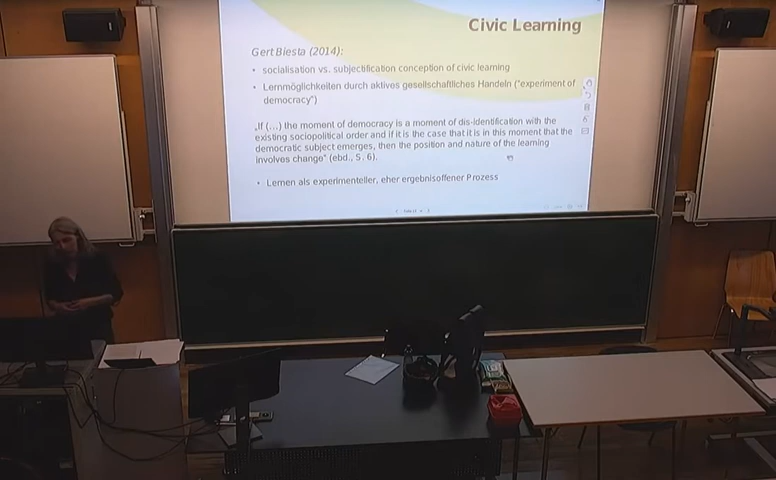 Civic Learning
Gert Biesta (2014):
• socialisation vs. subjectification conception of civic learning
• Lernmöglichkeiten durch aktives gesellschaftliches Handeln ("experiment of
democracy")
„If (...) the moment of democracy is a moment of dis-identification with the
existing sociopolitical order and if it is the case that it is in this moment that the
democratic subject emerges, then the position and nature of the learning
involves change" (ebd., S. 6).
• Lernen als experimenteller, eher ergebnisoffener Prozess